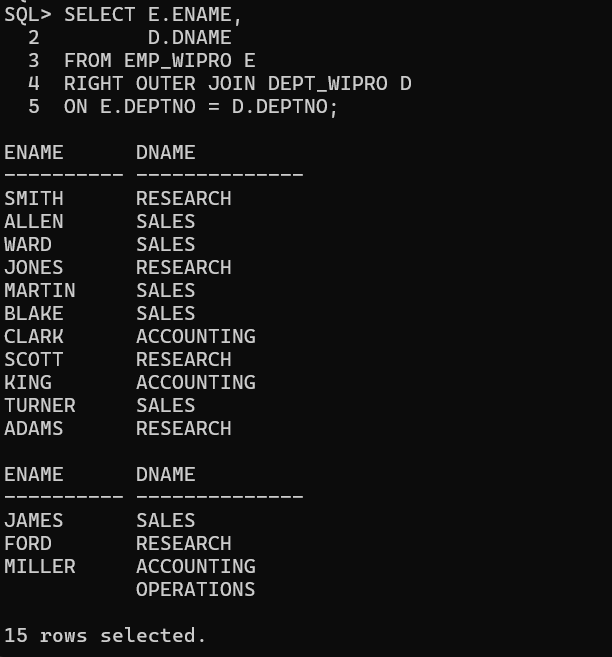 SQL> SELECT E.ENAME,
  2         D.DNAME
  3  FROM EMP_WIPRO E
  4  RIGHT OUTER JOIN DEPT_WIPRO D
  5  ON E.DEPTNO = D.DEPTNO;
ENAME      DNAME
---------- --------------
SMITH      RESEARCH
ALLEN      SALES
WARD       SALES
JONES      RESEARCH
MARTIN     SALES
BLAKE      SALES
CLARK      ACCOUNTING
SCOTT      RESEARCH
KING       ACCOUNTING
TURNER     SALES
ADAMS      RESEARCH
ENAME      DNAME
---------- --------------
JAMES      SALES
FORD       RESEARCH
MILLER     ACCOUNTING
           OPERATIONS
15 rows selected.